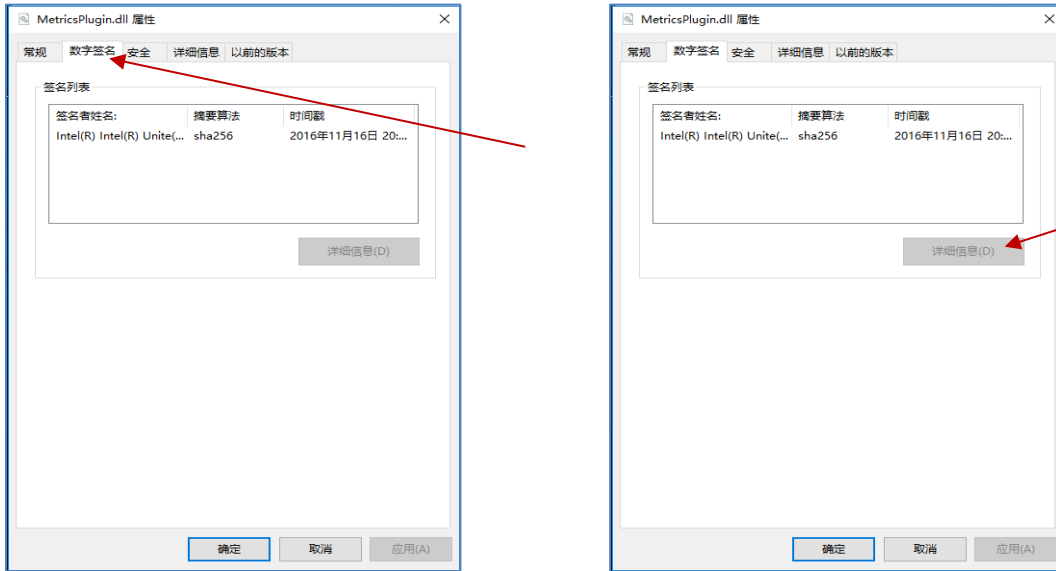 MetricsPlugin.dll 属性
常规 数字签名 安全 详细信息 以前的版本
签名列表
签名者姓名: 摘要算法 时间戳
Intel(R) Intel(R) Unite(... sha256 2016年11月16日 20:...
详细信息(D)
确定 取消 应用(A)
MetricsPlugin.dll 属性
常规 数字签名 安全 详细信息 以前的版本
签名列表
签名者姓名: 摘要算法 时间戳
Intel(R) Intel(R) Unite(... sha256 2016年11月16日 20:...
详细信息(D)
确定 取消 应用(A)